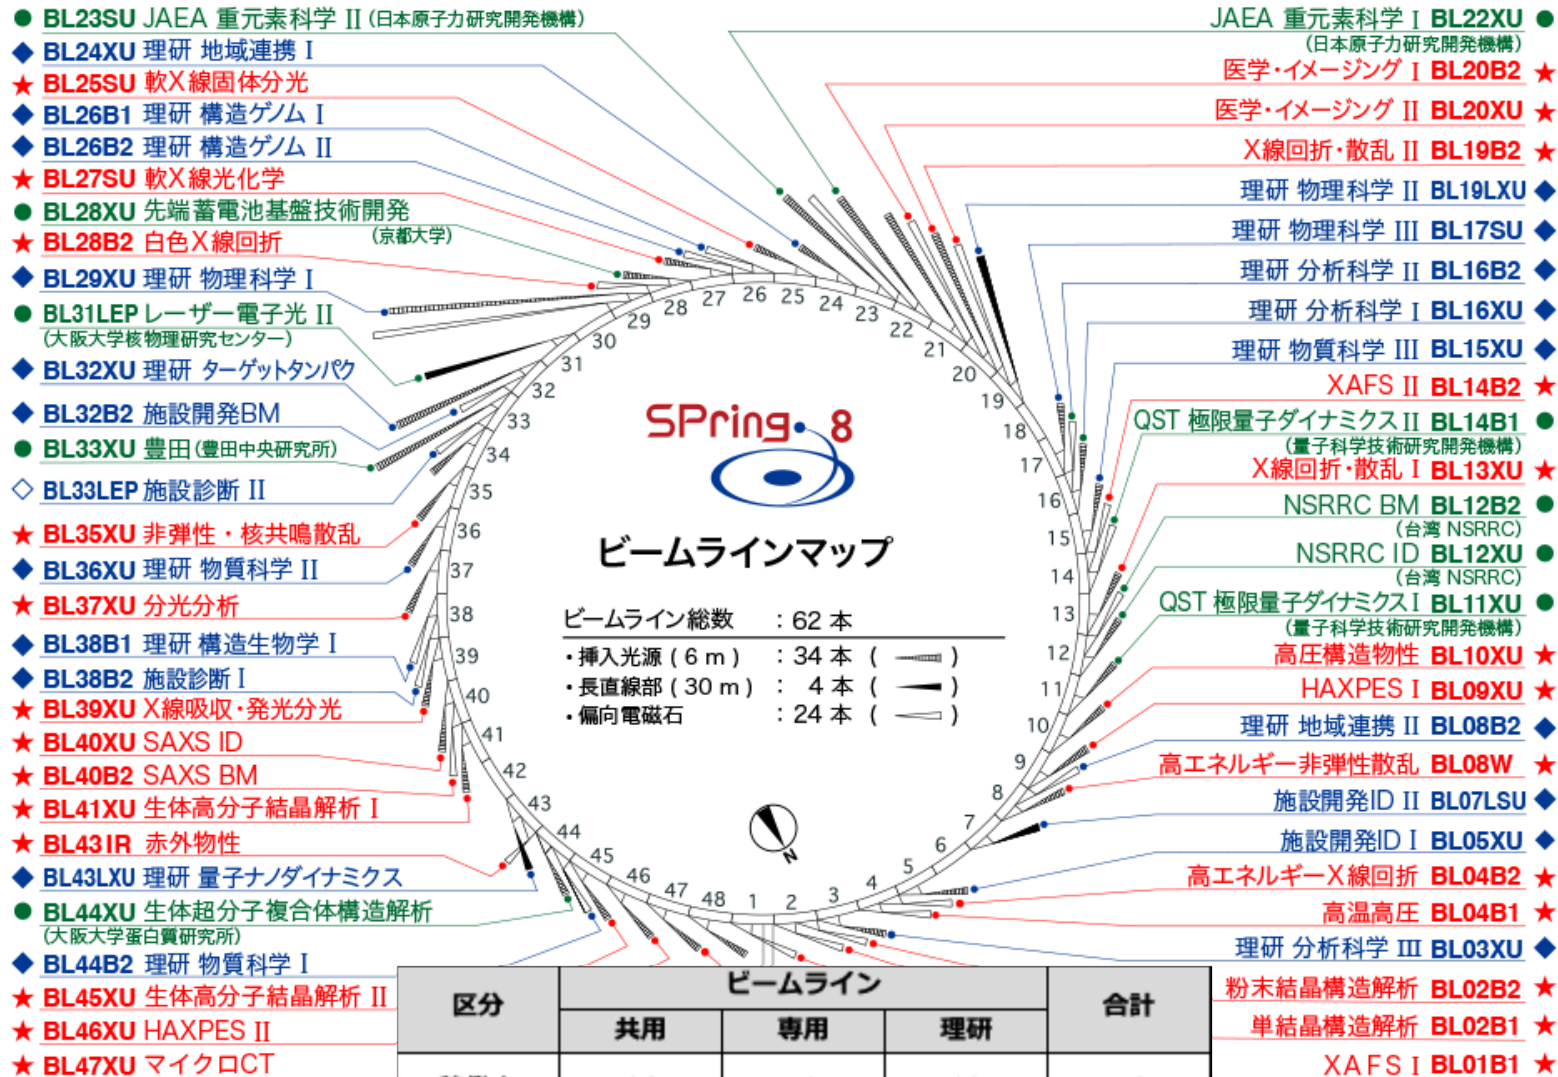 ● BL23SU JAEA 重元素科学 II (日本原子力研究開発機構)
◆ BL24XU 理研 地域連携 I
★ BL25SU 軟X線固体分光
◆ BL26B1 理研 構造ゲノム I
◆ BL26B2 理研 構造ゲノム II
★ BL27SU 軟X線光化学
● BL28XU 先端蓄電池基盤技術開発
(京都大学)
★ BL28B2 白色X線回折
◆ BL29XU 理研 物理科学 I
● BL31LEP レーザー電子光 II
(大阪大学核物理研究センター)
◆ BL32XU 理研 ターゲットタンパク
◆ BL32B2 施設開発BM
● BL33XU 豊田 (豊田中央研究所)
◇ BL33LEP 施設診断 II
★ BL35XU 非弾性・核共鳴散乱
◆ BL36XU 理研 物質科学 II
★ BL37XU 分光分析
◆ BL38B1 理研 構造生物学 I
◆ BL38B2 施設診断 I
★ BL39XU X線吸収・発光分光
★ BL40XU SAXS ID
★ BL40B2 SAXS BM
★ BL41XU 生体高分子結晶解析 I
★ BL43IR 赤外物性
◆ BL43LXU 理研 量子ナノダイナミクス
● BL44XU 生体超分子複合体構造解析
(大阪大学蛋白質研究所)
◆ BL44B2 理研 物質科学 I
★ BL45XU 生体高分子結晶解析 II
★ BL46XU HAXPES II
★ BL47XU マイクロCT
JAEA 重元素科学 I BL22XU ●
(日本原子力研究開発機構)
医学・イメージング I BL20B2 ★
医学・イメージング II BL20XU ★
X線回折・散乱 II BL19B2 ★
理研 物理科学 II BL19LXU ◆
理研 物理科学 III BL17SU ◆
理研 分析科学 II BL16B2 ◆
理研 分析科学 I BL16XU ◆
理研 物質科学 III BL15XU ◆
XAFS II BL14B2 ★
QST 極限量子ダイナミクス II BL14B1 ●
(量子科学技術研究開発機構)
X線回折・散乱 I BL13XU ★
NSRRC BM BL12B2 ●
(台湾 NSRRC)
NSRRC ID BL12XU ●
(台湾 NSRRC)
QST 極限量子ダイナミクス I BL11XU ●
(量子科学技術研究開発機構)
高圧構造物性 BL10XU ★
HAXPES I BL09XU ★
理研 地域連携 II BL08B2 ◆
高エネルギー非弾性散乱 BL08W ★
施設開発ID II BL07LSU ◆
施設開発ID I BL05XU ◆
高エネルギーX線回折 BL04B2 ★
高温高圧 BL04B1 ★
理研 分析科学 III BL03XU ◆
粉末結晶構造解析 BL02B2 ★
単結晶構造解析 BL02B1 ★
XAFS I BL01B1 ★
1
2
3
4
5
6
7
8
9
10
11
12
13
14
15
16
17
18
19
20
21
22
23
24
25
26
27
28
29
30
31
32
33
34
35
36
37
38
39
40
41
42
43
44
45
46
47
48
SPring-8
ビームラインマップ
ビームライン総数 : 62 本
・挿入光源 ( 6 m ) : 34 本 ( )
・長直線部 ( 30 m ) : 4 本 ( )
・偏向電磁石 : 24 本 ( )
N
区分 ビームライン 合計
共用 専用 理研